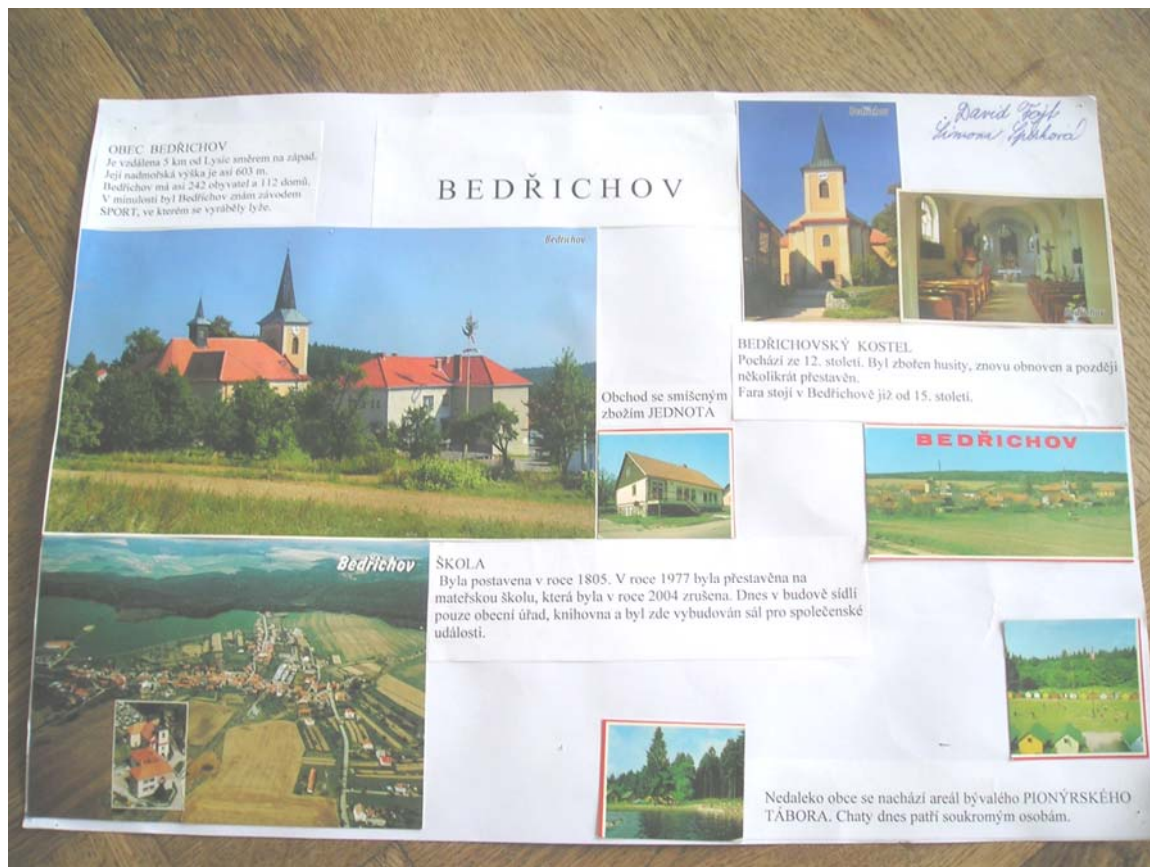 OBEC BEDŘICHOV
Je vzdálena 5 km od Lysic směrem na západ.
Její nadmořská výška je asi 603 m.
Bedřichov má asi 242 obyvatel a 112 domů.
V minulosti byl Bedřichov znám závodem
SPORT, ve kterém se vyráběly lyže.
BEDŘICHOV
Bedřichov
David Fajt
Simona
Bedřichov
BEDŘICHOVSKÝ KOSTEL
Pochází ze 12. století. Byl zbořen husity, znovu obnoven a později
několikrát přestavěn.
Fara stojí v Bedřichově již od 15. století.
Obchod se smíšeným
zbožím JEDNOTA
BEDŘICHOV
Bedřichov
ŠKOLA
Byla postavena v roce 1805. V roce 1977 byla přestavěna na
mateřskou školu, která byla v roce 2004 zrušena. Dnes v budově sídlí
pouze obecní úřad, knihovna a byl zde vybudován sál pro společenské
události.
Nedaleko obce se nachází areál bývalého PIONÝRSKÉHO
TÁBORA. Chaty dnes patří soukromým osobám.